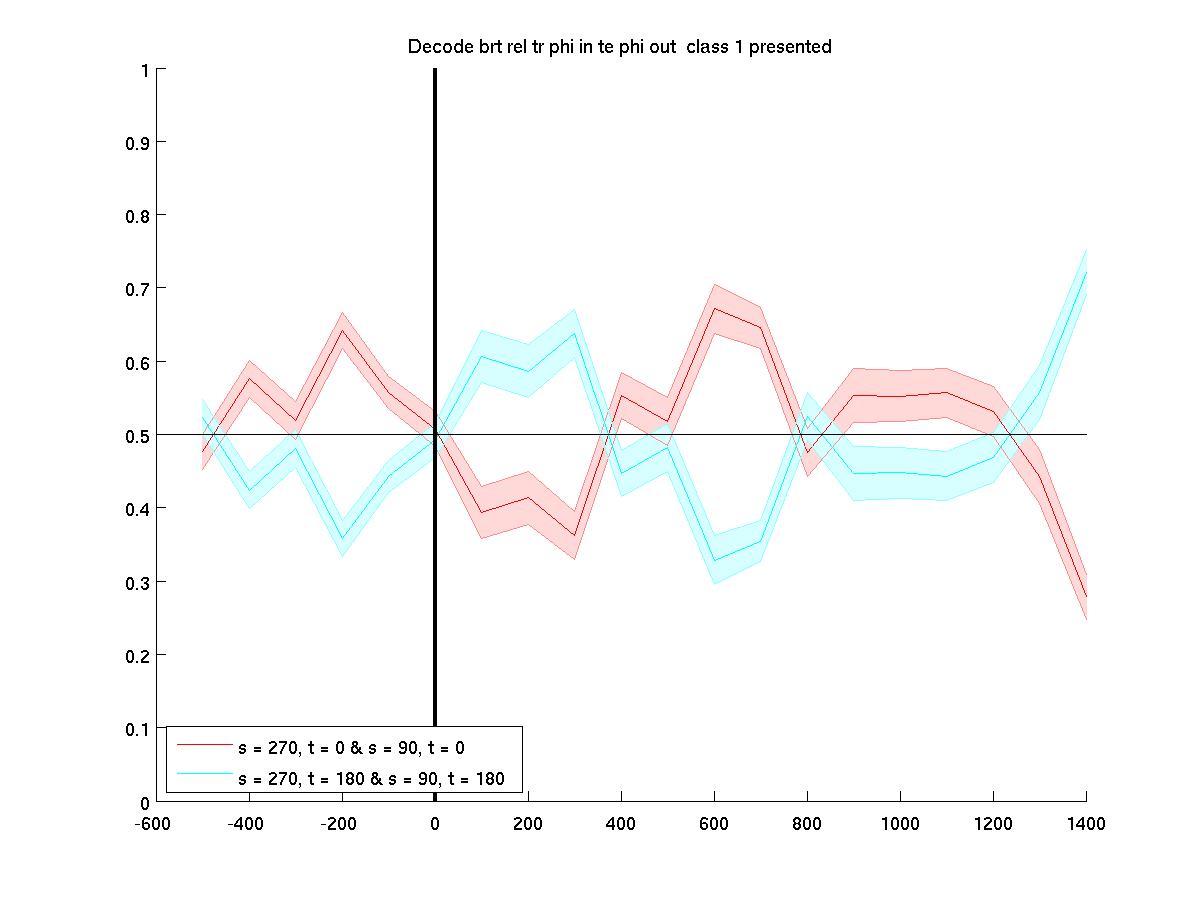 Decode brt rel tr phi in te phi out  class 1 presented
1
0.9
0.8
0.7
0.6
0.5
0.4
0.3
0.2
0.1
0
s = 270, t = 0 & s = 90, t = 0
s = 270, t = 180 & s = 90, t = 180
-600 -400 -200 0 200 400 600 800 1000 1200 1400